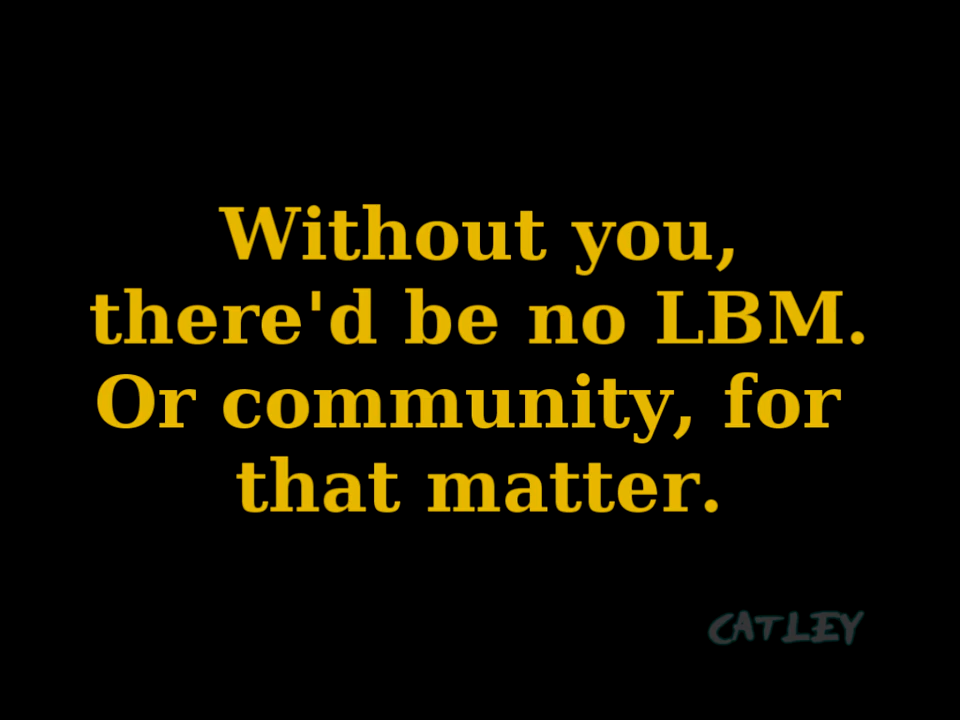 Without you,
there'd be no LBM.
Or community, for
that matter.
CATLEY